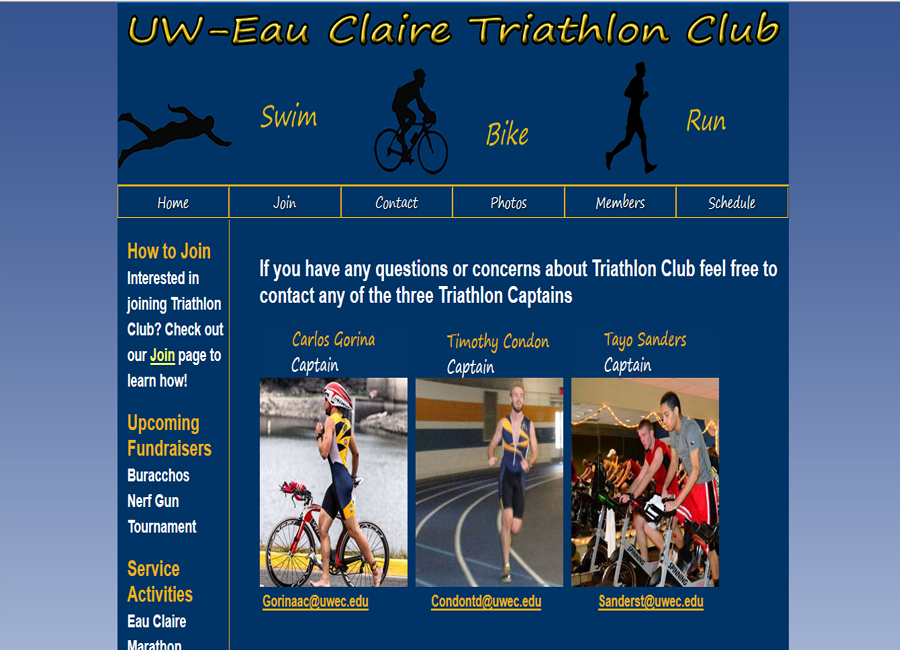 UW-Eau Claire Triathlon Club
Swim
Bike
Run
Home
Join
Contact
Photos
Members
Schedule
How to Join
Interested in
joining Triathlon
Club? Check out
our Join page to
learn how!
Upcoming
Fundraisers
Buracchos
Nerf Gun
Tournament
Service
Activities
Eau Claire
Marathon
If you have any questions or concerns about Triathlon Club feel free to
contact any of the three Triathlon Captains
Carlos Gorina
Captain
Timothy Condon
Captain
Tayo Sanders
Captain
Gorinaac@uwec.edu
Condontd@uwec.edu
Sanderst@uwec.edu